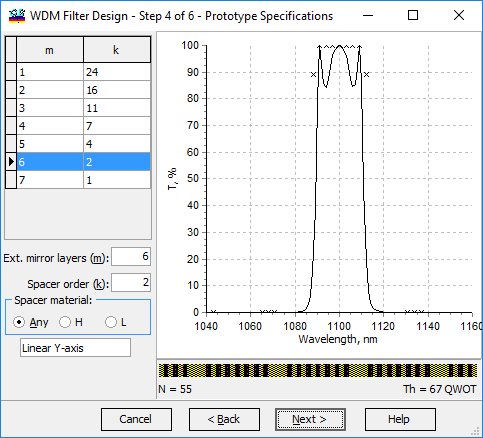 WDM Filter Design - Step 4 of 6 - Prototype Specifications
m k
1 24
2 16
3 11
4 7
5 4
6 2
7 1
Ext. mirror layers (m): 6
Spacer order (k): 2
Spacer material:
Any H L
Linear Y-axis
T, %
100
90
80
70
60
50
40
30
20
10
0
1040 1060 1080 1100 1120 1140 1160
Wavelength, nm
N = 55 Th = 67 QWOT
Cancel < Back Next > Help